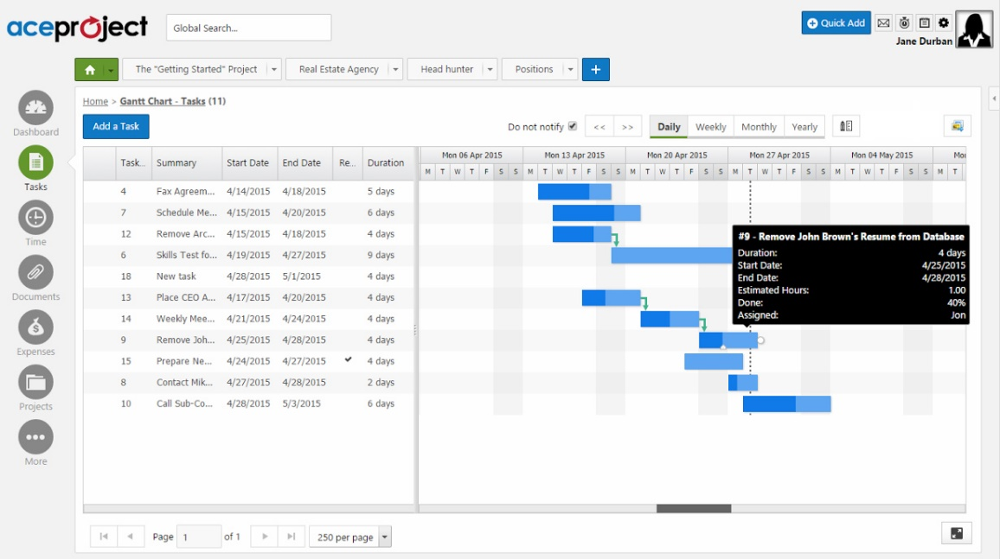 aceproject
Global Search...
Quick Add
Jane Durban
The "Getting Started" Project
Real Estate Agency
Head hunter
Positions
+
Home > Gantt Chart - Tasks (11)
Add a Task
Do not notify
<< >>
Daily Weekly Monthly Yearly
Dashboard
Tasks
Time
Documents
Expenses
Projects
More
Task... Summary Start Date End Date Re... Duration
Mon 06 Apr 2015 Mon 13 Apr 2015 Mon 20 Apr 2015 Mon 27 Apr 2015 Mon 04 May 2015 Mo
M T W T F S S M T W T F S S M T W T F S S M T W T F S S M T W T F S S M T
4 Fax Agreem... 4/14/2015 4/18/2015 5 days
7 Schedule Me... 4/15/2015 4/20/2015 6 days
12 Remove Arc... 4/15/2015 4/18/2015 4 days
6 Skills Test fo... 4/19/2015 4/27/2015 9 days
18 New task 4/28/2015 5/1/2015 4 days
13 Place CEO A... 4/17/2015 4/20/2015 4 days
14 Weekly Mee... 4/21/2015 4/24/2015 4 days
9 Remove Joh... 4/25/2015 4/28/2015 4 days
15 Prepare Ne... 4/24/2015 4/27/2015 4 days
8 Contact Mik... 4/27/2015 4/28/2015 2 days
10 Call Sub-Co... 4/28/2015 5/3/2015 6 days
#9 - Remove John Brown's Resume from Database
Duration: 4 days
Start Date: 4/25/2015
End Date: 4/28/2015
Estimated Hours: 1.00
Done: 40%
Assigned: Jon
Page 1 of 1 250 per page